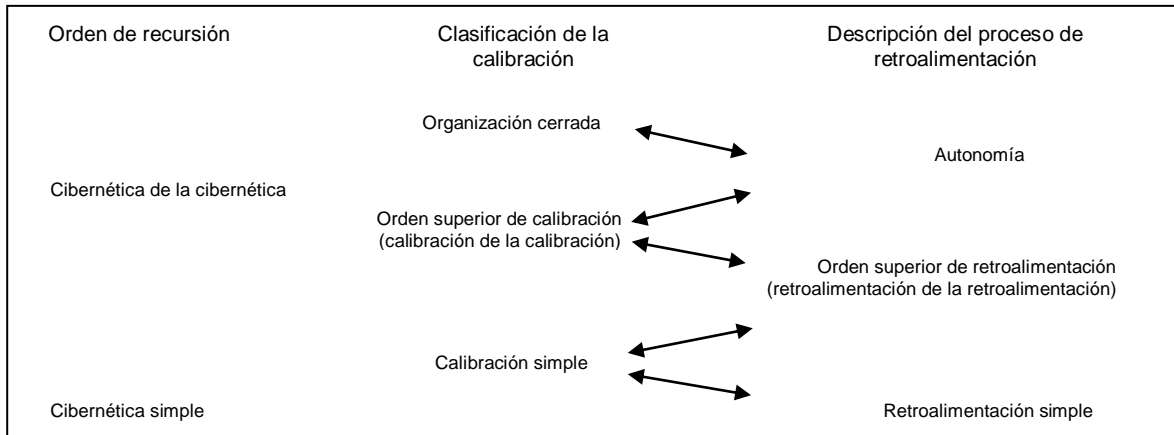 Orden de recursión
Clasificación de la
calibración
Descripción del proceso de
retroalimentación
Organización cerrada
Autonomía
Cibernética de la cibernética
Orden superior de calibración
(calibración de la calibración)
Orden superior de retroalimentación
(retroalimentación de la retroalimentación)
Calibración simple
Cibernética simple
Retroalimentación simple